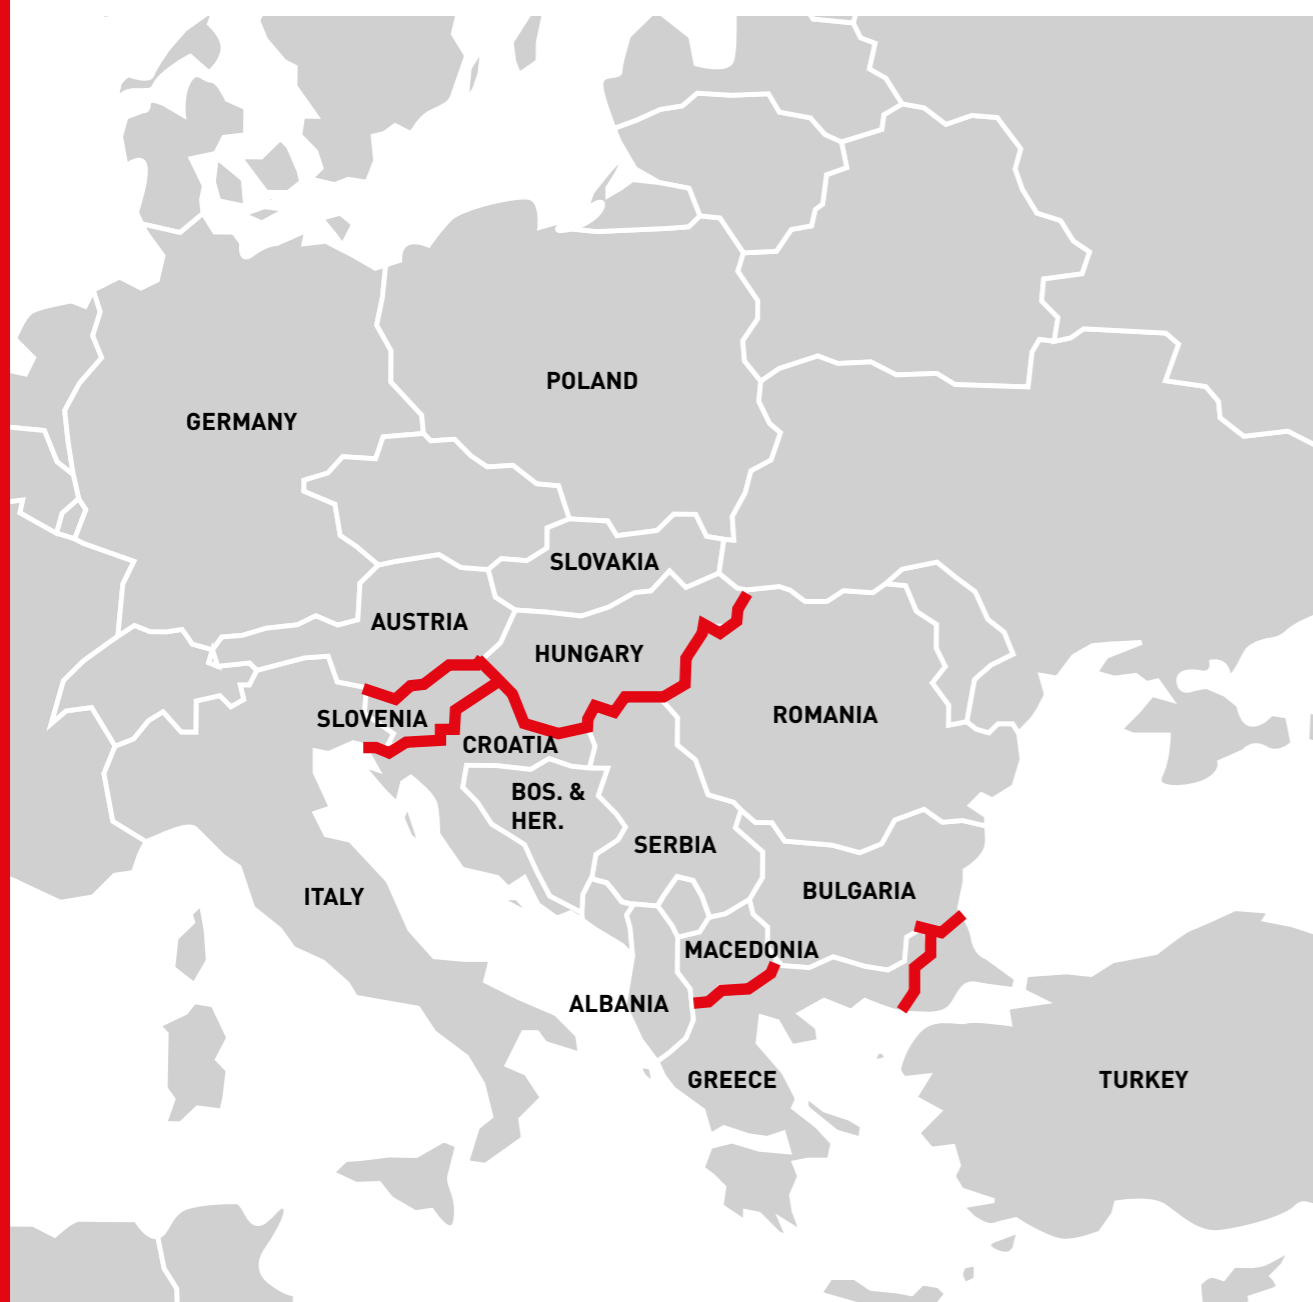 POLAND
GERMANY
SLOVAKIA
AUSTRIA
HUNGARY
SLOVENIA
ROMANIA
CROATIA
BOS. &
HER.
SERBIA
ITALY
BULGARIA
MACEDONIA
ALBANIA
GREECE
TURKEY